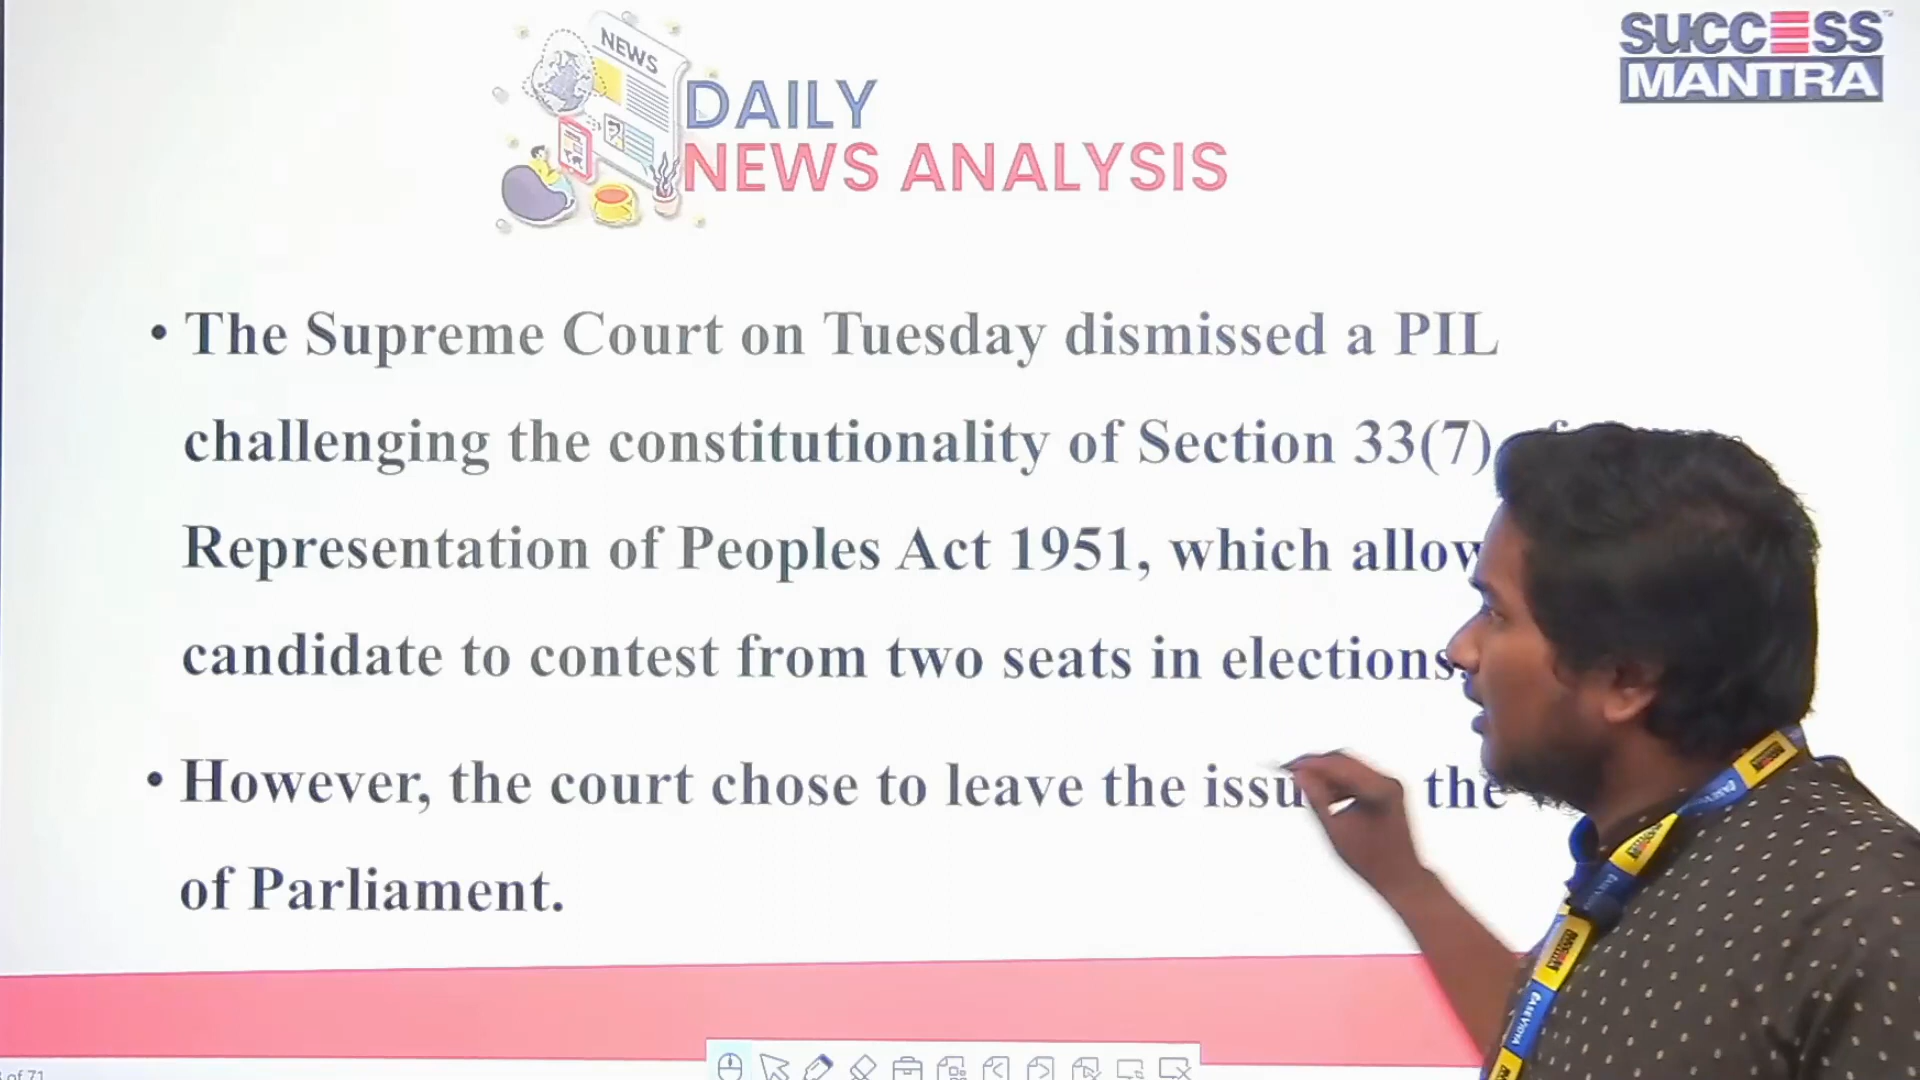 NEWS
DAILY
NEWS ANALYSIS
SUCCESS
MANTRA
• The Supreme Court on Tuesday dismissed a PIL
challenging the constitutionality of Section 33(7)
Representation of Peoples Act 1951, which
candidate to contest from two seats in elections.
• However, the court chose to leave the the
of Parliament.
of 71